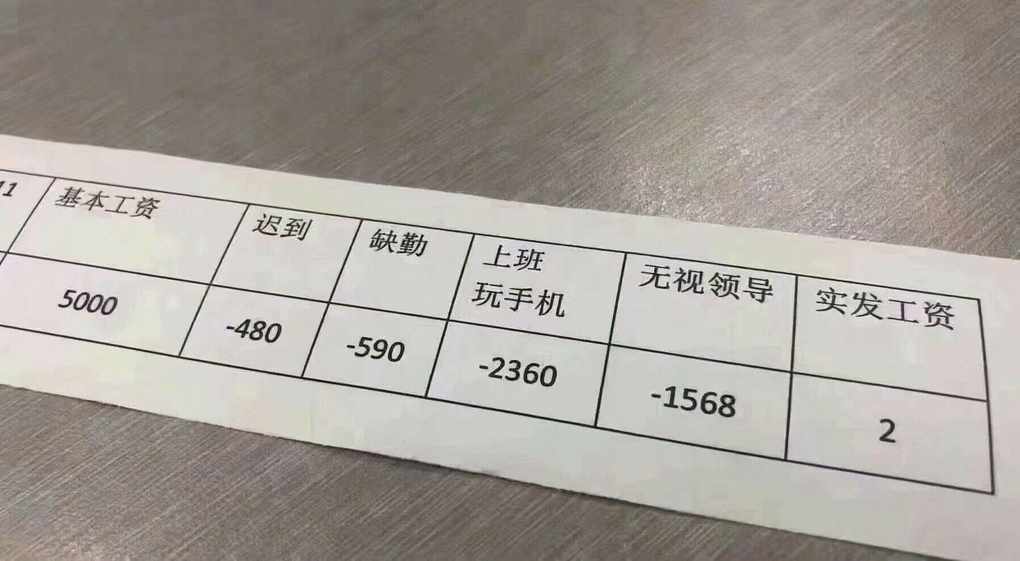 11
基本工资
迟到
缺勤
上班
玩手机
无视领导
实发工资
5000
-480
-590
-2360
-1568
2